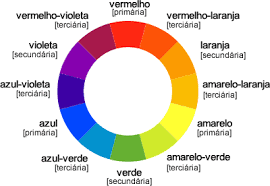 vermelho
[primária]
vermelho-laranja
[terciária]
laranja
[secundária]
amarelo-laranja
[terciária]
amarelo
[primária]
amarelo-verde
[terciária]
verde
[secundária]
azul-verde
[terciária]
azul
[primária]
azul-violeta
[terciária]
violeta
[secundária]
vermelho-violeta
[terciária]